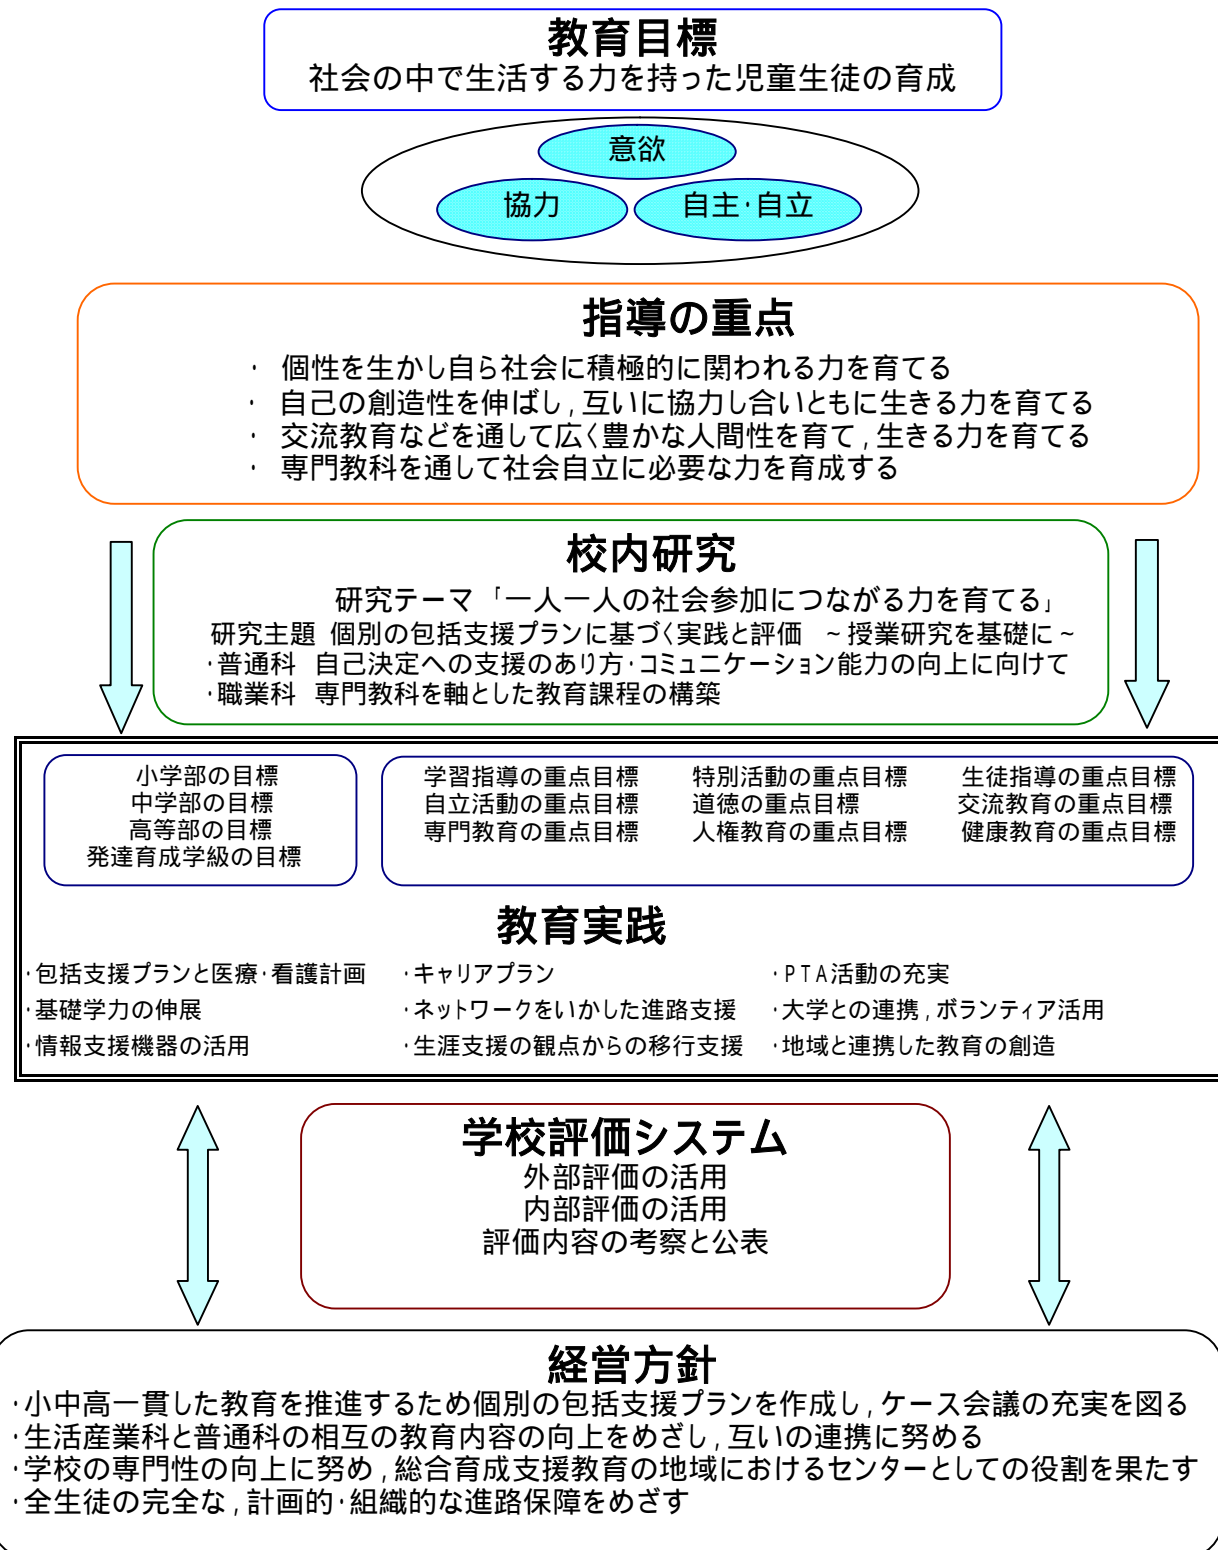 教育目標
社会の中で生活する力を持った児童生徒の育成
意欲
協力
自主・自立
指導の重点
・ 個性を生かし自ら社会に積極的に関われる力を育てる
・ 自己の創造性を伸ばし，互いに協力し合いともに生きる力を育てる
・ 交流教育などを通して広く豊かな人間性を育て，生きる力を育てる
・ 専門教科を通して社会自立に必要な力を育成する
校内研究
研究テーマ 「一人一人の社会参加につながる力を育てる」
研究主題 個別の包括支援プランに基づく実践と評価 ～授業研究を基礎に～
・普通科 自己決定への支援のあり方・コミュニケーション能力の向上に向けて
・職業科 専門教科を軸とした教育課程の構築
小学部の目標
中学部の目標
高等部の目標
発達育成学級の目標
学習指導の重点目標 特別活動の重点目標 生徒指導の重点目標
自立活動の重点目標 道徳の重点目標 交流教育の重点目標
専門教育の重点目標 人権教育の重点目標 健康教育の重点目標
教育実践
・包括支援プランと医療・看護計画 ・キャリアプラン ・PTA活動の充実
・基礎学力の伸展 ・ネットワークをいかした進路支援 ・大学との連携，ボランティア活用
・情報支援機器の活用 ・生涯支援の観点からの移行支援 ・地域と連携した教育の創造
学校評価システム
外部評価の活用
内部評価の活用
評価内容の考察と公表
経営方針
・小中高一貫した教育を推進するため個別の包括支援プランを作成し，ケース会議の充実を図る
・生活産業科と普通科の相互の教育内容の向上をめざし，互いの連携に努める
・学校の専門性の向上に努め，総合育成支援教育の地域におけるセンターとしての役割を果たす
・全生徒の完全な，計画的・組織的な進路保障をめざす